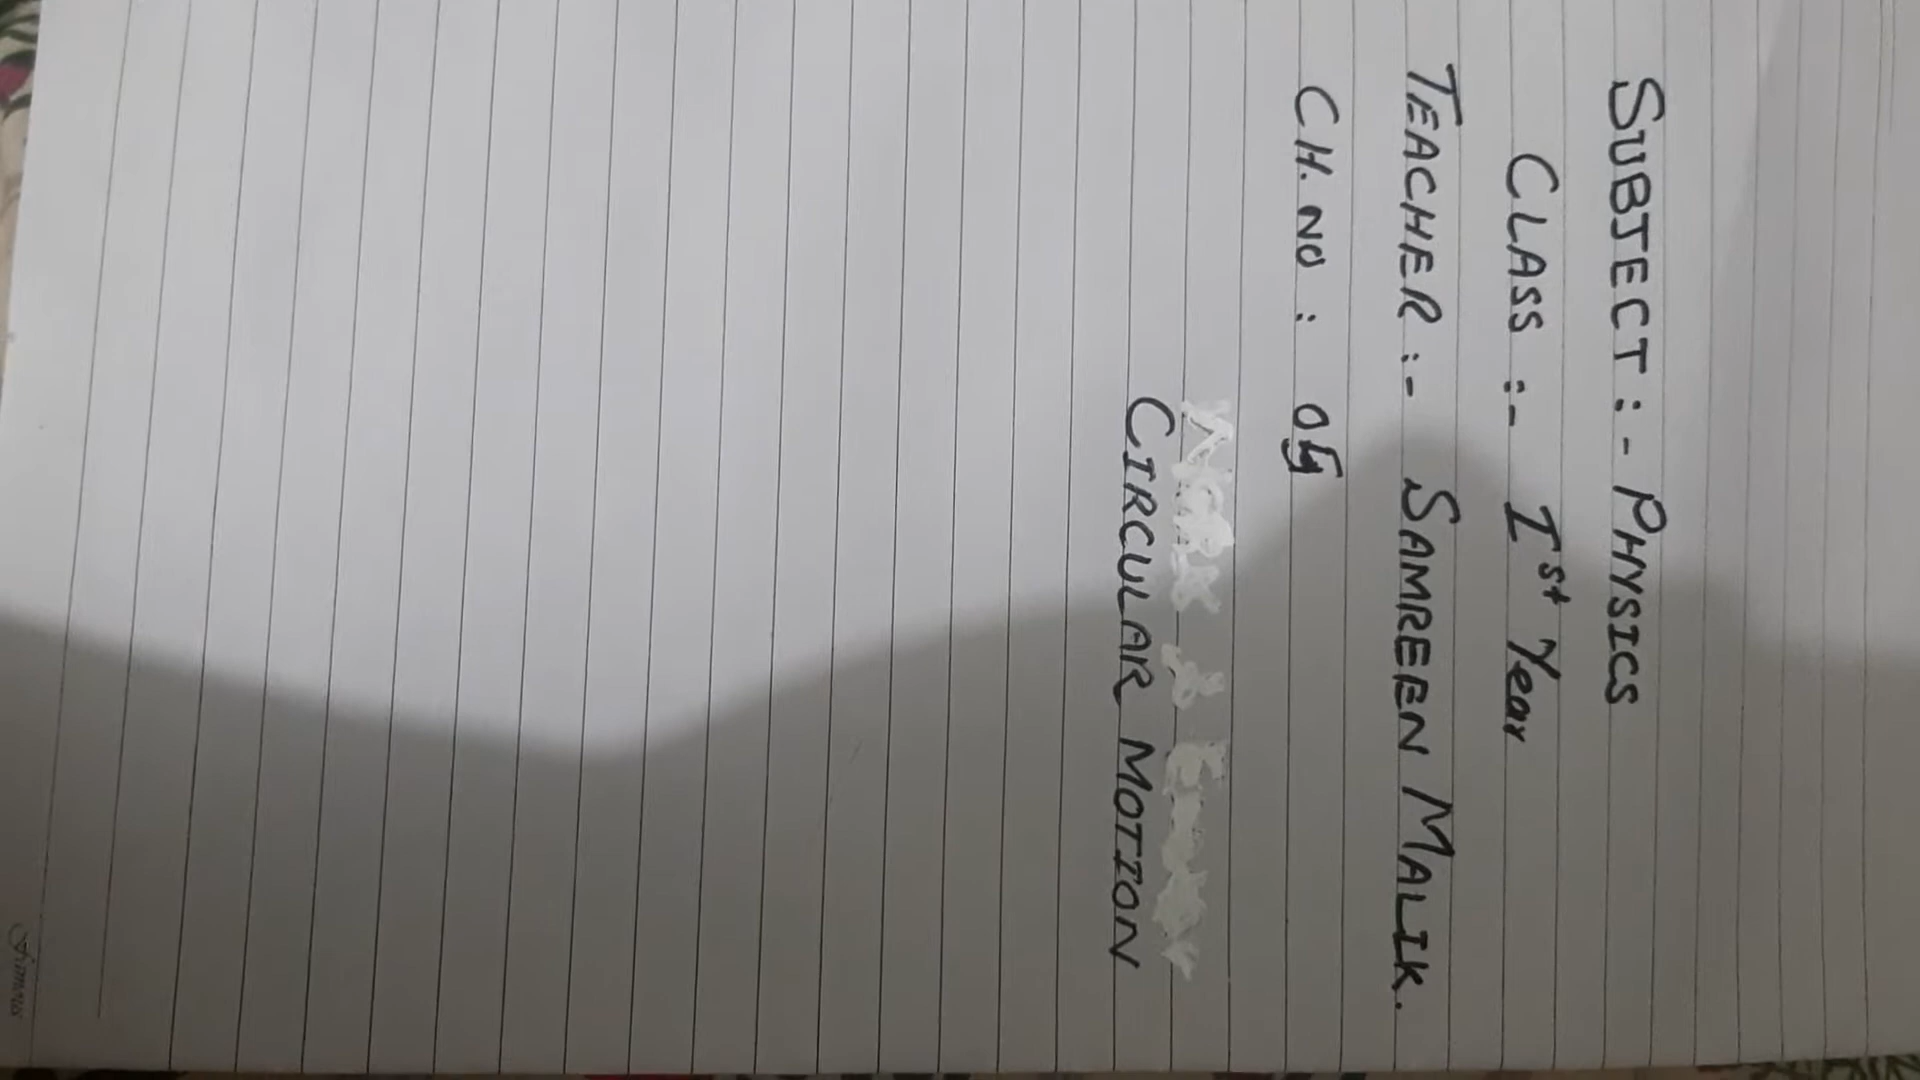 SUBJECT :- PHYSICS
CLASS :- Ist Year
TEACHER :- SAMREEN MALIK.
CH. NO : 05
CIRCULAR MOTION